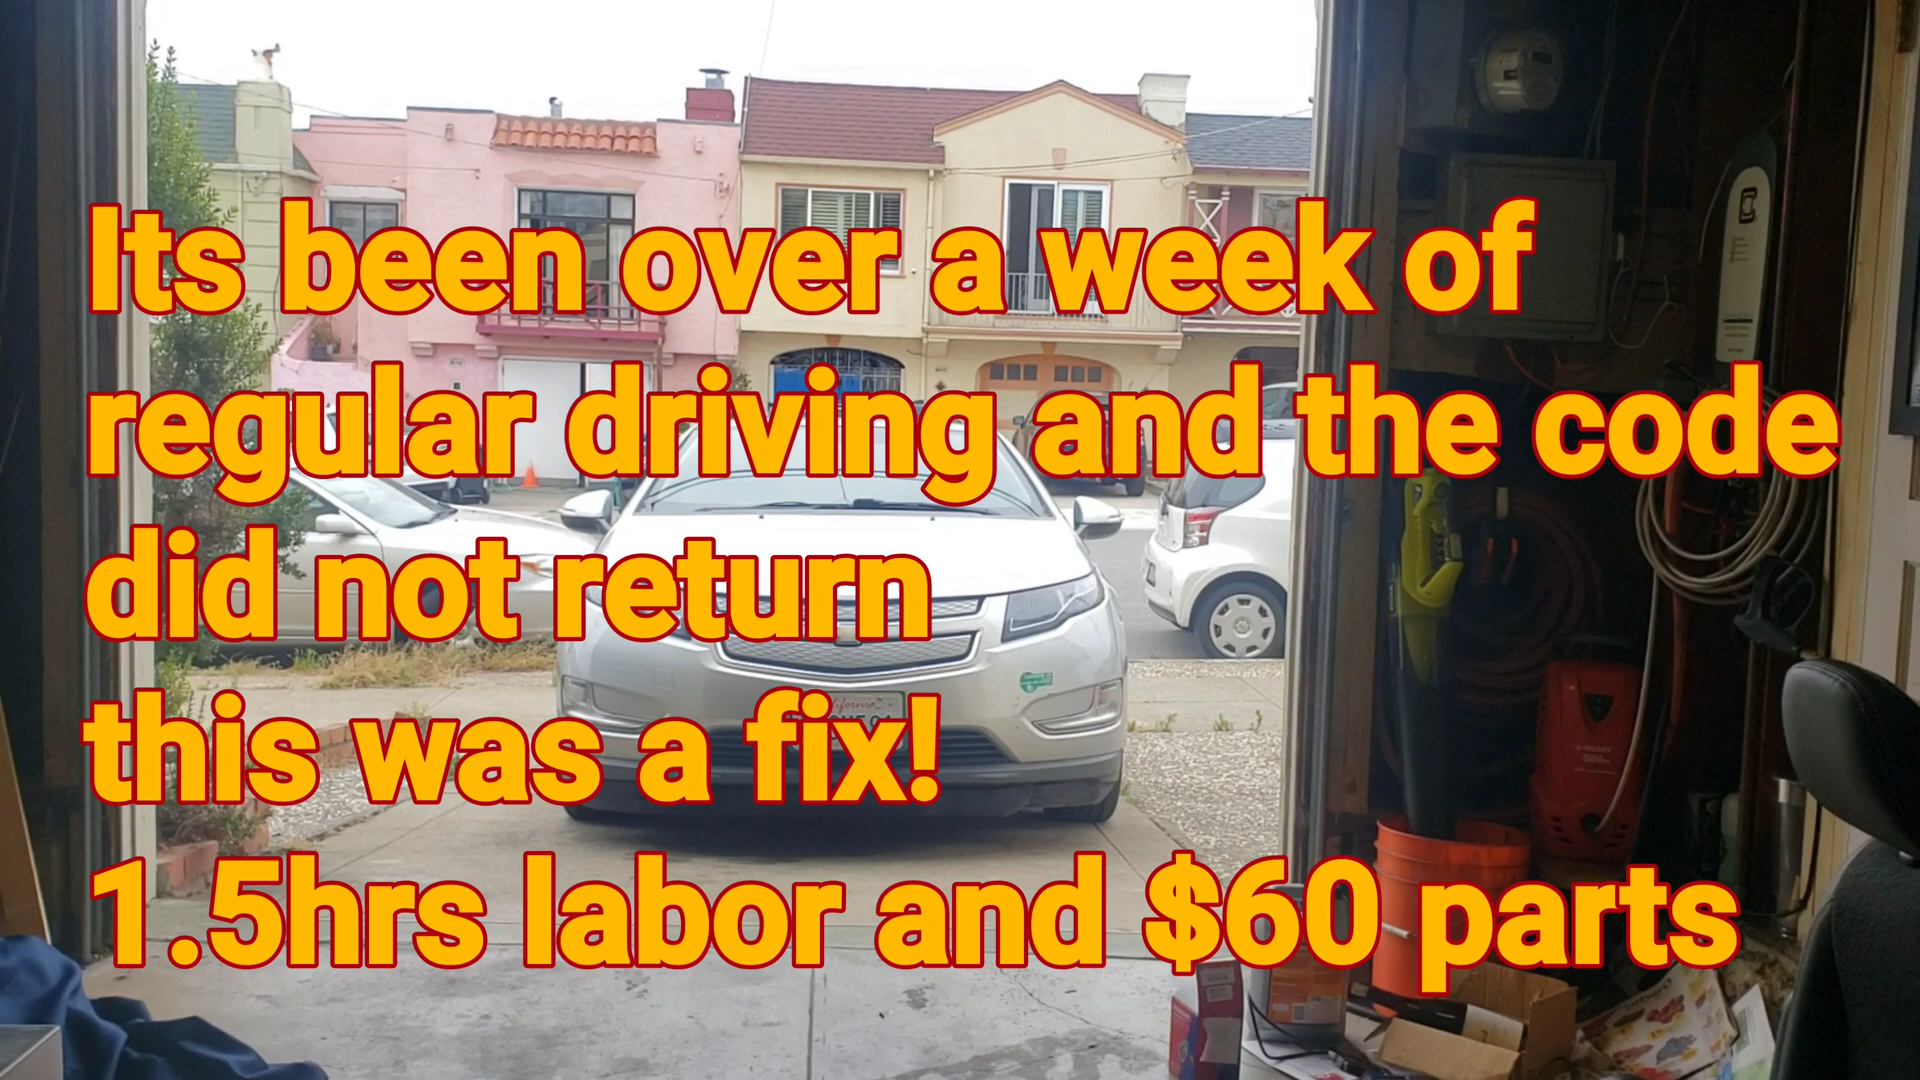 Its been over a week of
regular driving and the code
did not return
this was a fix!
1.5hrs labor and $60 parts